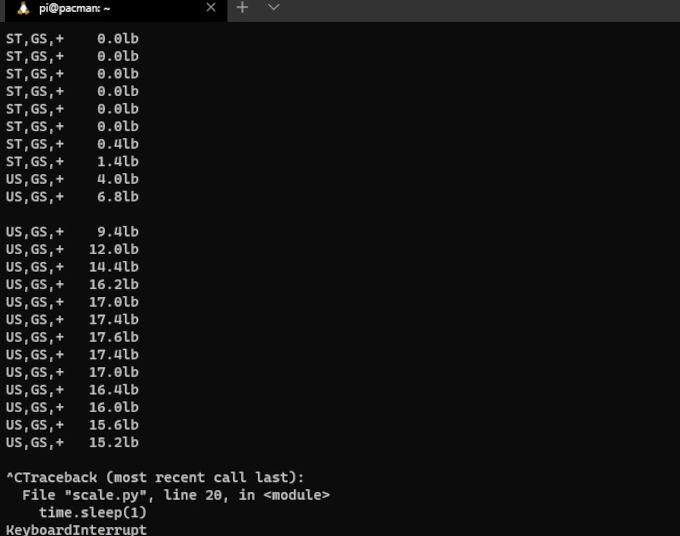 pi@pacman: ~
ST,GS,+    0.0lb
ST,GS,+    0.0lb
ST,GS,+    0.0lb
ST,GS,+    0.0lb
ST,GS,+    0.0lb
ST,GS,+    0.0lb
ST,GS,+    0.4lb
ST,GS,+    1.4lb
US,GS,+    4.0lb
US,GS,+    6.8lb
US,GS,+    9.4lb
US,GS,+   12.0lb
US,GS,+   14.4lb
US,GS,+   16.2lb
US,GS,+   17.0lb
US,GS,+   17.4lb
US,GS,+   17.6lb
US,GS,+   17.4lb
US,GS,+   17.0lb
US,GS,+   16.4lb
US,GS,+   16.0lb
US,GS,+   15.6lb
US,GS,+   15.2lb
^CTraceback (most recent call last):
  File "scale.py", line 20, in <module>
    time.sleep(1)
KeyboardInterrupt